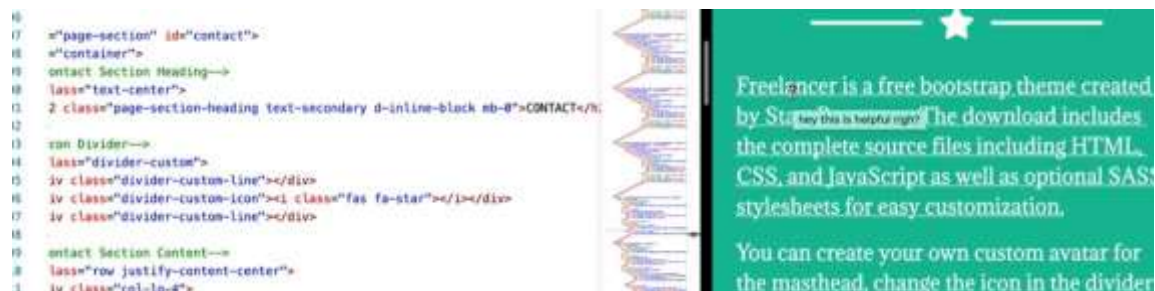 ="page-section" id="contact">
="container">
ontact Section Heading-->
lass="text-center">
2 class="page-section-heading text-secondary d-inline-block mb-0">CONTACT</h
con Divider-->
lass="divider-custom">
iv class="divider-custom-line"></div>
iv class="divider-custom-icon"><i class="fas fa-star"></i></div>
iv class="divider-custom-line"></div>
ontact Section Content-->
lass="row justify-content-center">
iv class="col-lg-4">
Freelancer is a free bootstrap theme created
by Sta
hey this is helpful right?
The download includes
the complete source files including HTML,
CSS, and JavaScript as well as optional SASS
stylesheets for easy customization.
You can create your own custom avatar for
the masthead, change the icon in the divider